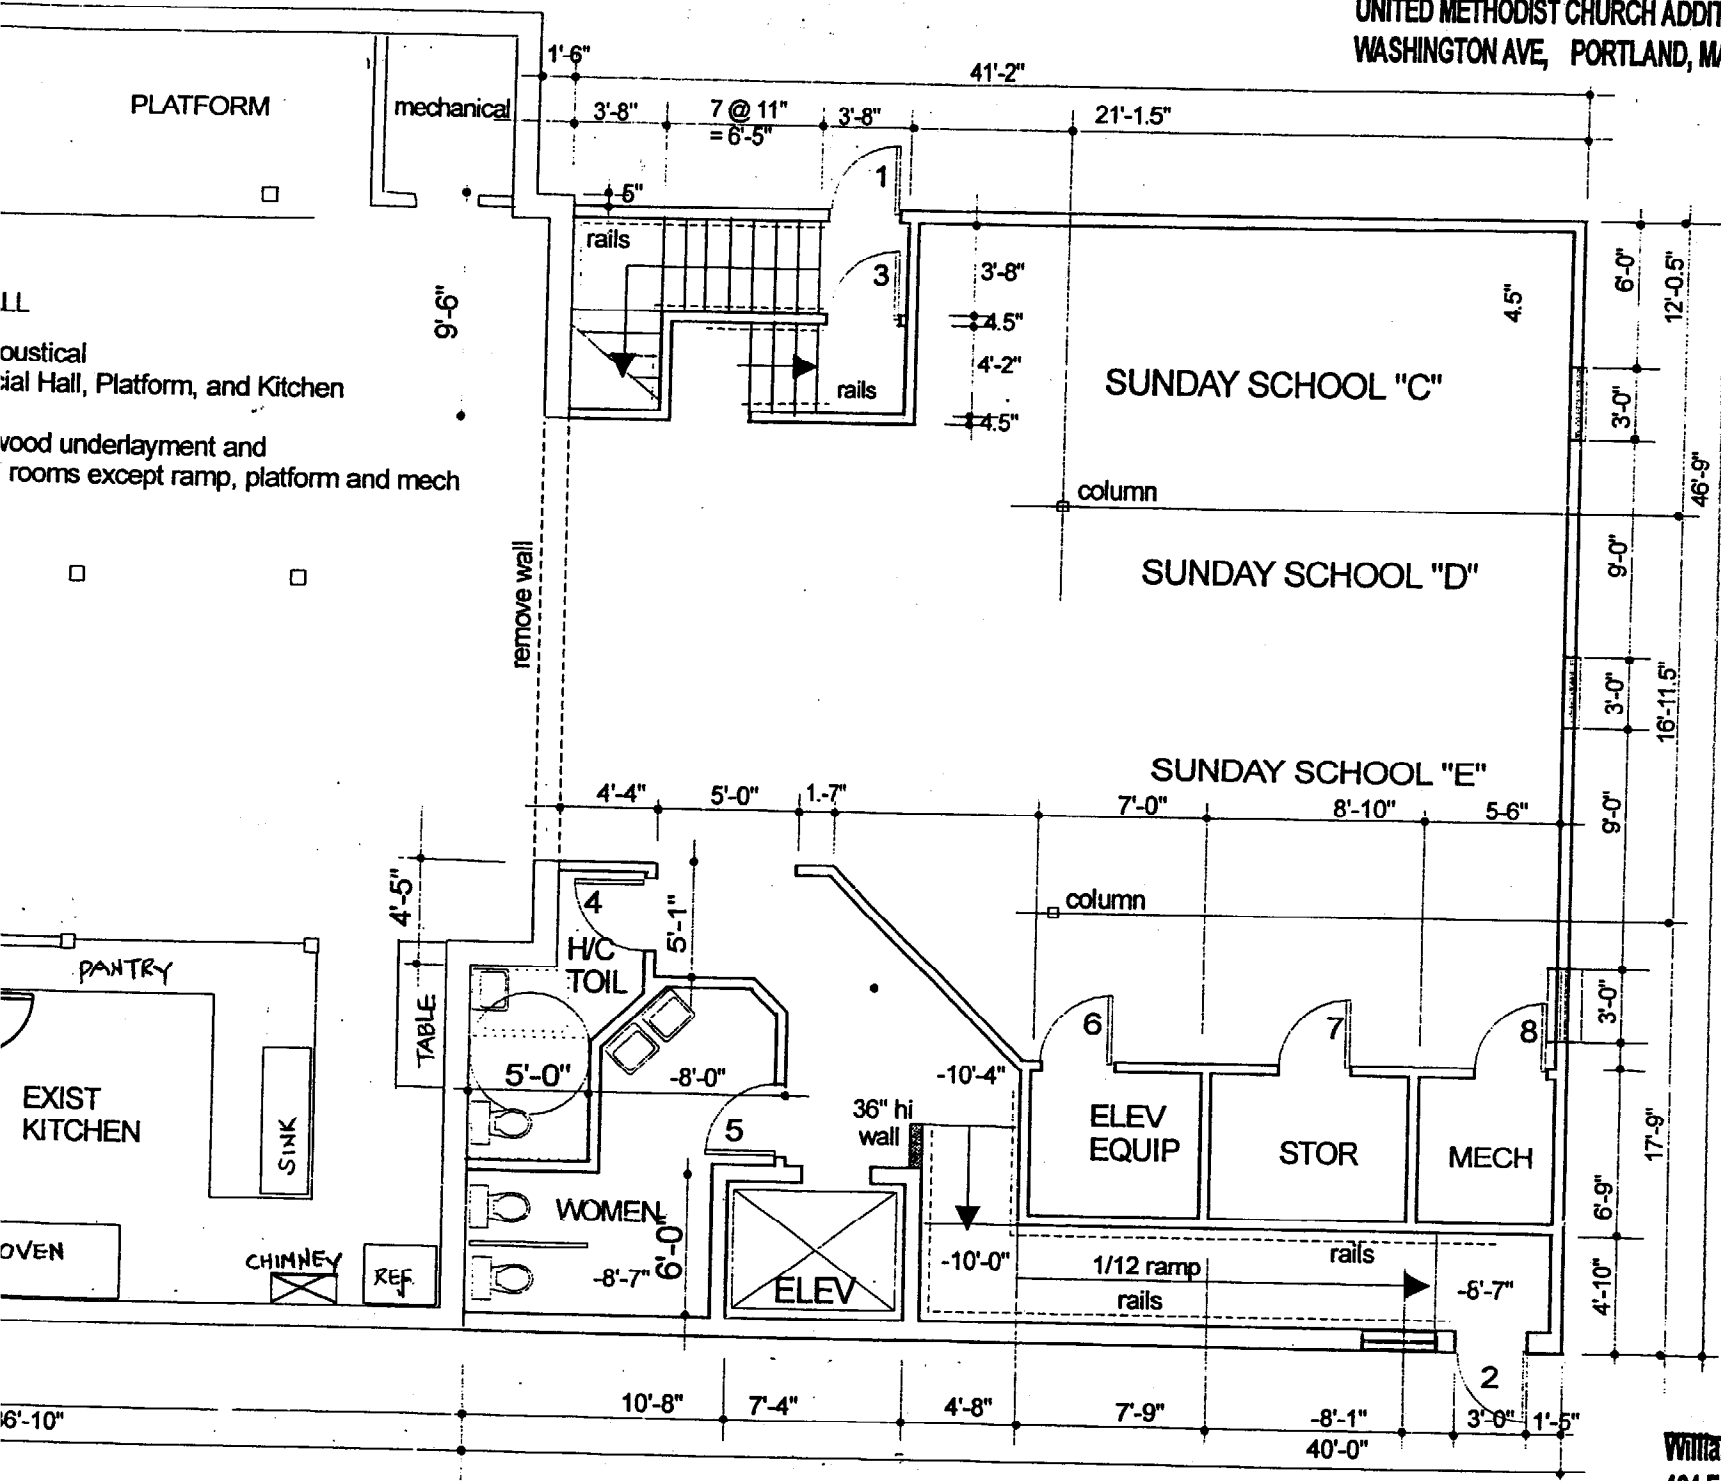 UNITED METHODIST CHURCH
WASHINGTON AVE, PORTLAND,
1'-6"
41'-2"
PLATFORM
mechanical
3'-8"
7 @ 11"
= 6'-5"
3'-8"
21'-1.5"
1
5"
rails
3
3'-8"
4.5"
6'-0"
12'-0.5"
LL
9'-6"
4.5"
oustical
cial Hall, Platform, and Kitchen
4'-2"
rails
SUNDAY SCHOOL "C"
3'-0"
4.5"
wood underlayment and
rooms except ramp, platform and mech
column
46'-9"
remove wall
SUNDAY SCHOOL "D"
9'-0"
3'-0"
16'-11.5"
SUNDAY SCHOOL "E"
4'-4"
5'-0"
1.-7"
7'-0"
8'-10"
5-6"
9'-0"
4'-5"
4
5'-1"
column
H/C
TOIL
PANTRY
TABLE
6
7
8
3'-0"
5'-0"
-8'-0"
-10'-4"
EXIST
KITCHEN
SINK
5
36" hi
wall
ELEV
EQUIP
STOR
MECH
17'-9"
WOMEN
6'-0"
6'-9"
OVEN
CHIMNEY
REF.
-8'-7"
ELEV
-10'-0"
1/12 ramp
rails
rails
-8'-7"
4'-10"
2
36'-10"
10'-8"
7'-4"
4'-8"
7'-9"
-8'-1"
3'-0"
1'-5"
40'-0"